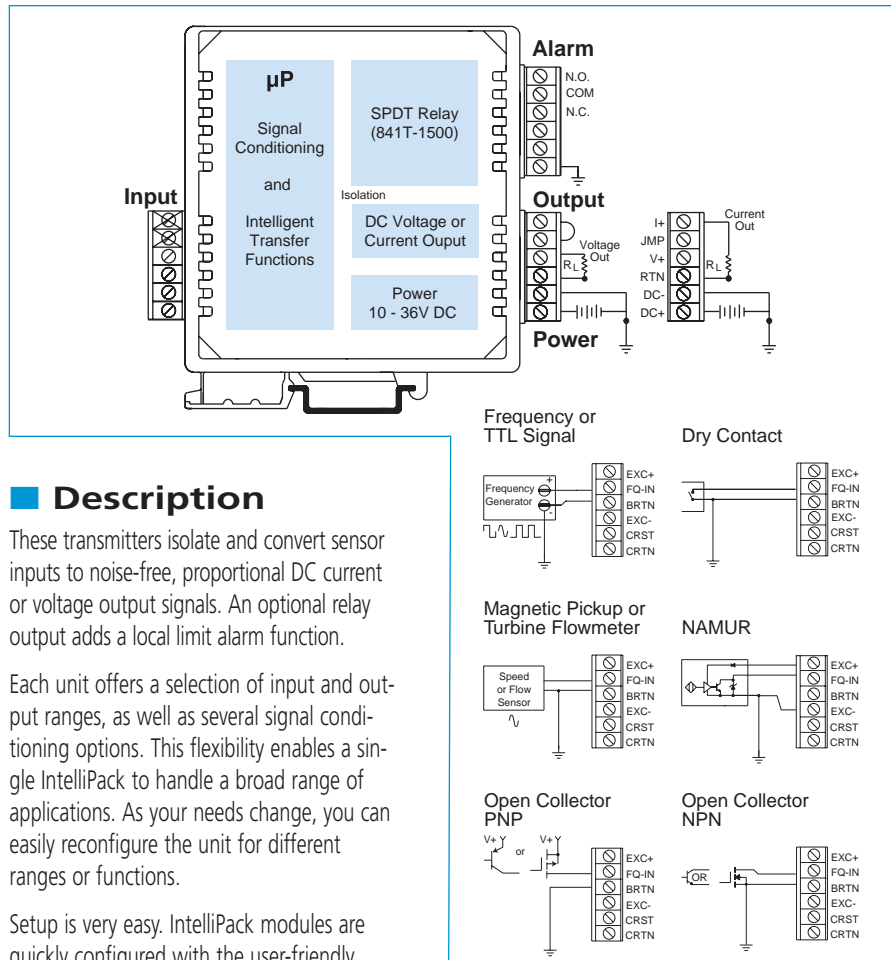 Alarm
N.O.
COM
N.C.
µP
Signal
Conditioning
and
Intelligent
Transfer
Functions
SPDT Relay
(841T-1500)
Isolation
DC Voltage or
Current Ouput
Power
10 - 36V DC
Input
Output
Voltage
Out
RL
Power
I+
JMP
V+
RTN
DC-
DC+
Current
Out
RL
Description
These transmitters isolate and convert sensor
inputs to noise-free, proportional DC current
or voltage output signals. An optional relay
output adds a local limit alarm function.
Each unit offers a selection of input and out-
put ranges, as well as several signal condi-
tioning options. This flexibility enables a sin-
gle IntelliPack to handle a broad range of
applications. As your needs change, you can
easily reconfigure the unit for different
ranges or functions.
Setup is very easy. IntelliPack modules are
quickly configured with the user-friendly
Frequency or
TTL Signal
Frequency
Generator
+
-
EXC+
FQ-IN
BRTN
EXC-
CRST
CRTN
Dry Contact
EXC+
FQ-IN
BRTN
EXC-
CRST
CRTN
Magnetic Pickup or
Turbine Flowmeter
Speed
or Flow
Sensor
EXC+
FQ-IN
BRTN
EXC-
CRST
CRTN
NAMUR
EXC+
FQ-IN
BRTN
EXC-
CRST
CRTN
Open Collector
PNP
V+
or
V+
EXC+
FQ-IN
BRTN
EXC-
CRST
CRTN
Open Collector
NPN
OR
EXC+
FQ-IN
BRTN
EXC-
CRST
CRTN